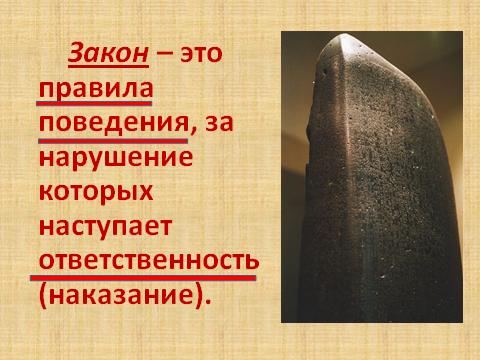 Закон – это
правила
поведения, за
нарушение
которых
наступает
ответственность
(наказание).